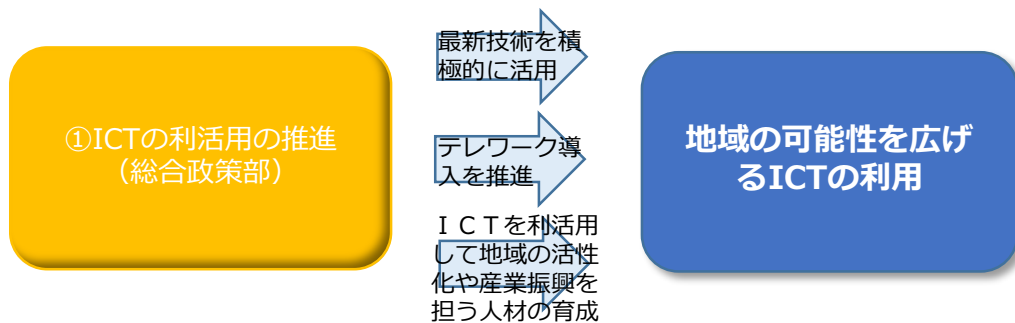 ①ICTの利活用の推進
（総合政策部）
最新技術を積
極的に活用
テレワーク導
入を推進
ＩＣＴを利活用
して地域の活性
化や産業振興を
担う人材の育成
地域の可能性を広げ
るICTの利用